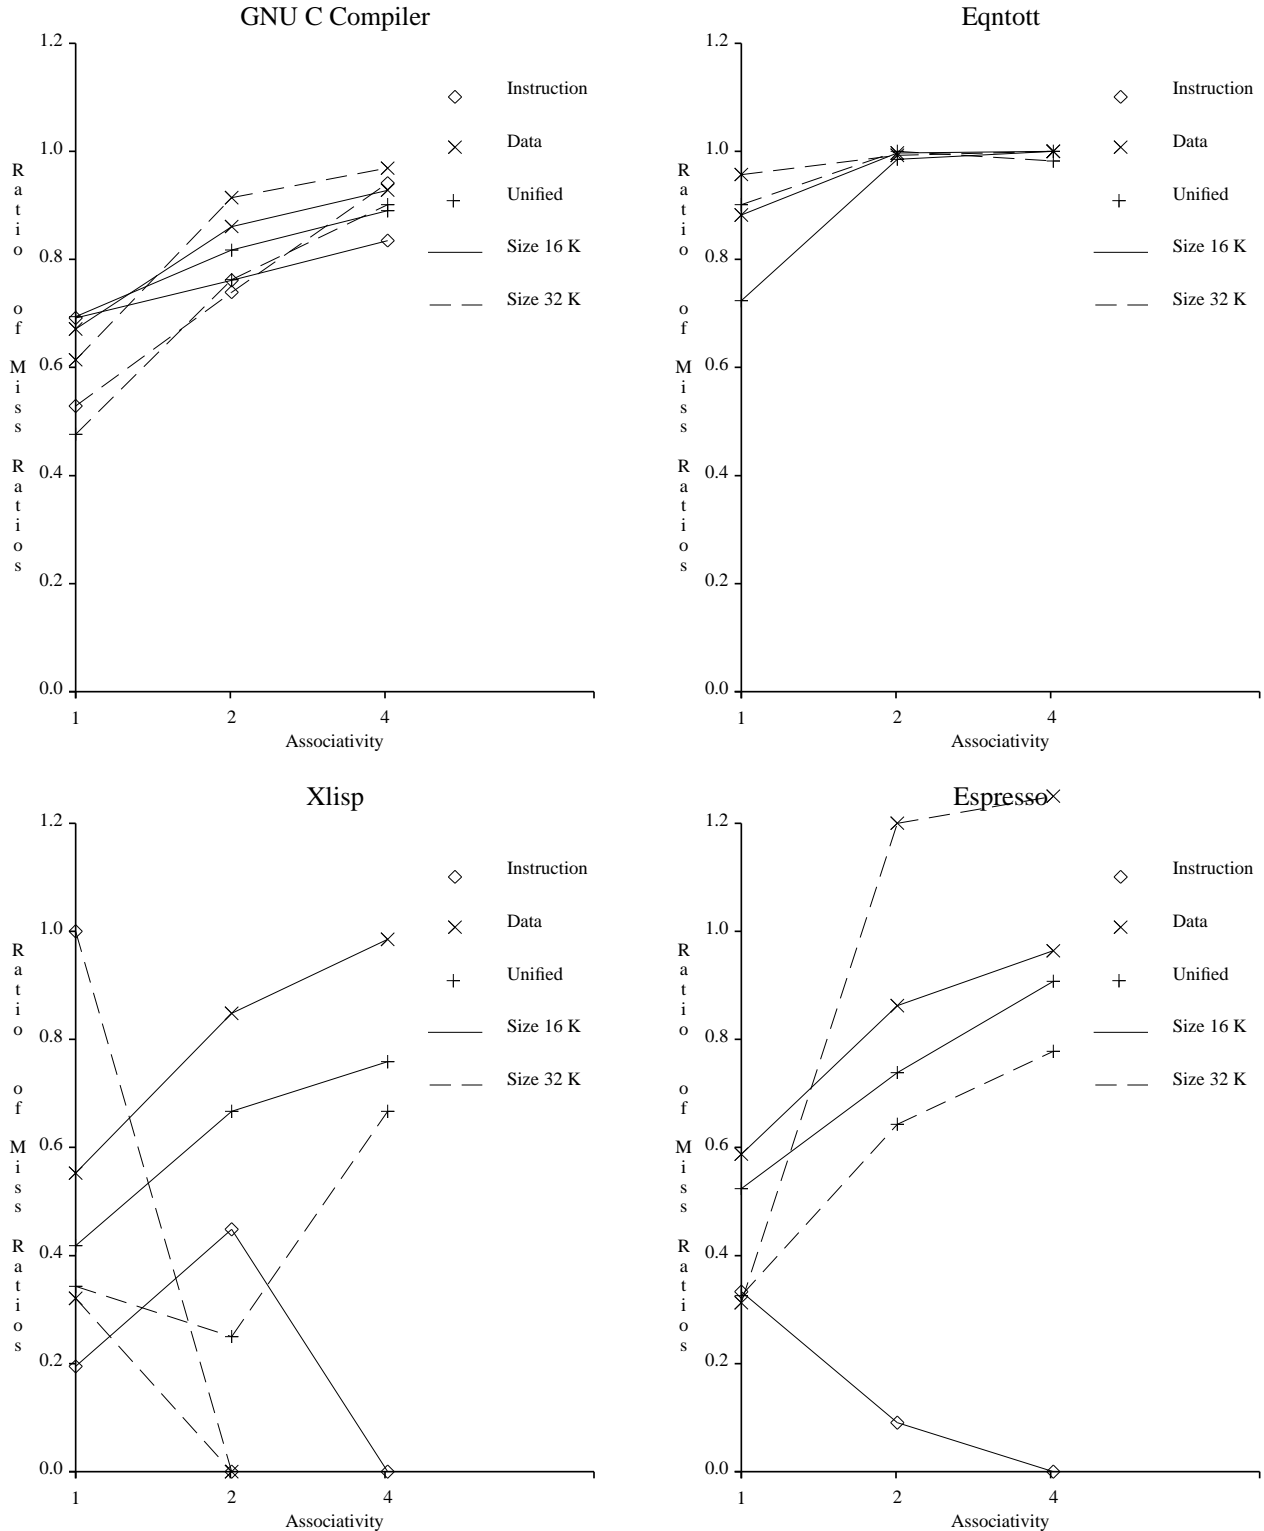 GNU C Compiler
1.2
1.0
0.8
0.6
0.4
0.2
0.0
Ratio of Miss Ratios
Instruction
Data
Unified
Size 16 K
Size 32 K
1 2 4
Associativity
Eqntott
1.2
1.0
0.8
0.6
0.4
0.2
0.0
Ratio of Miss Ratios
Instruction
Data
Unified
Size 16 K
Size 32 K
1 2 4
Associativity
Xlisp
1.2
1.0
0.8
0.6
0.4
0.2
0.0
Ratio of Miss Ratios
Instruction
Data
Unified
Size 16 K
Size 32 K
1 2 4
Associativity
Espresso
1.2
1.0
0.8
0.6
0.4
0.2
0.0
Ratio of Miss Ratios
Instruction
Data
Unified
Size 16 K
Size 32 K
1 2 4
Associativity